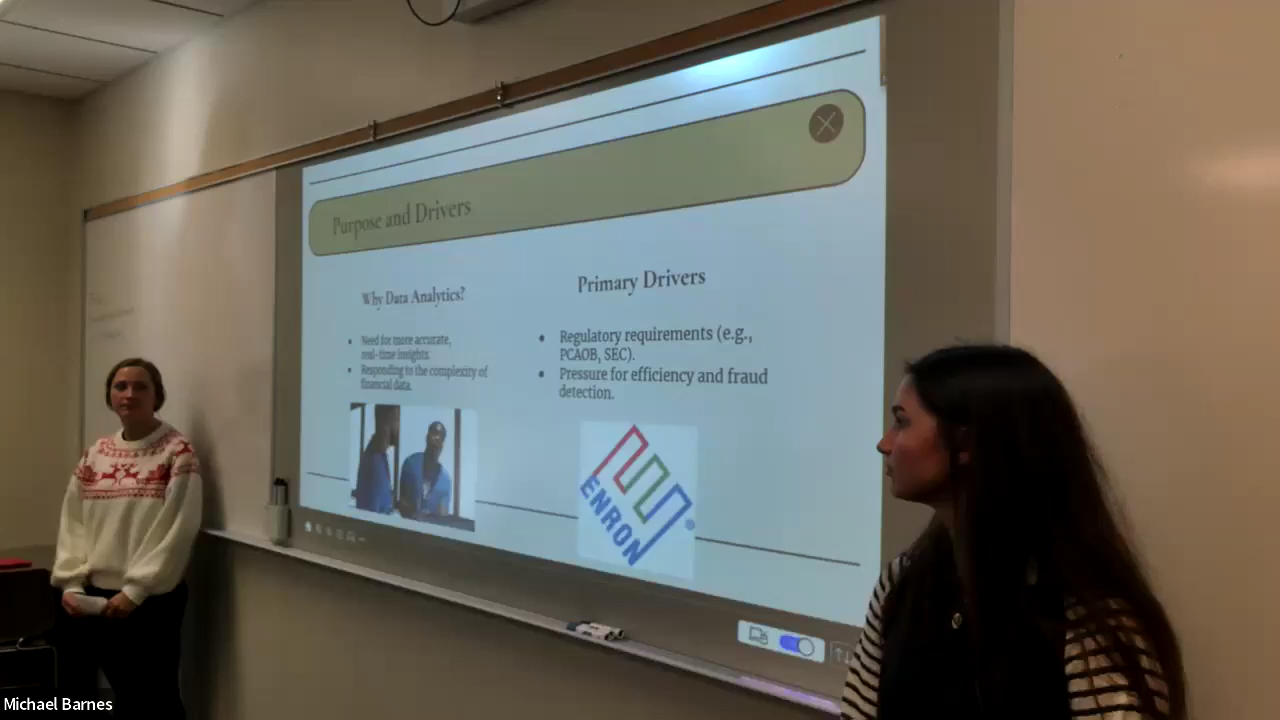 Purpose and Drivers
Why Data Analytics?
Need for more accurate,
real-time insights.
Responding to the complexity of
financial data.
Primary Drivers
Regulatory requirements (e.g.,
PCAOB, SEC).
Pressure for efficiency and fraud
detection.
ENRON
Michael Barnes